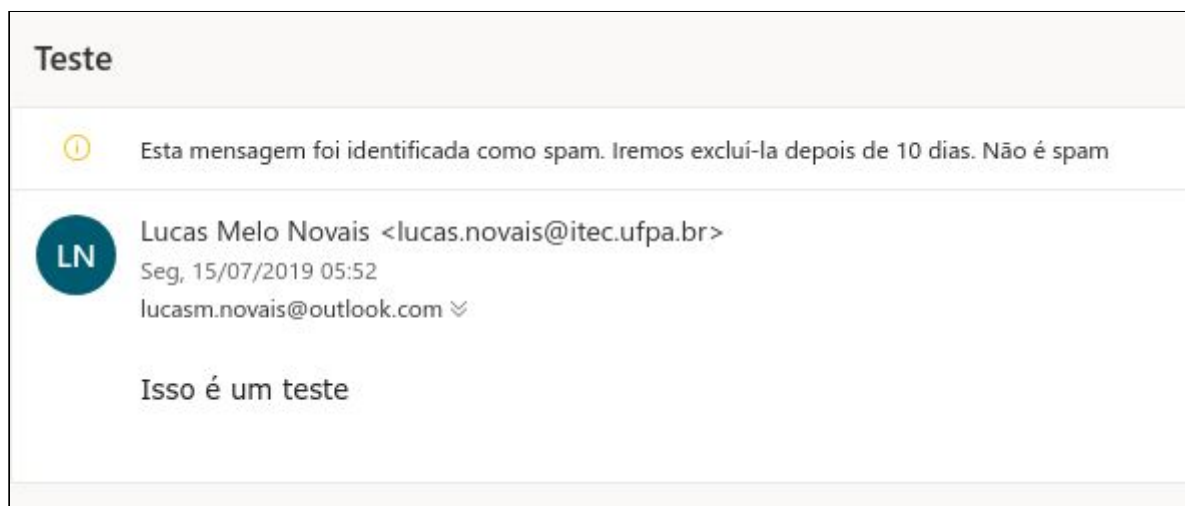 Teste
Esta mensagem foi identificada como spam. Iremos excluí-la depois de 10 dias. Não é spam
LN
Lucas Melo Novais <lucas.novais@itec.ufpa.br>
Seg, 15/07/2019 05:52
lucasm.novais@outlook.com
Isso é um teste